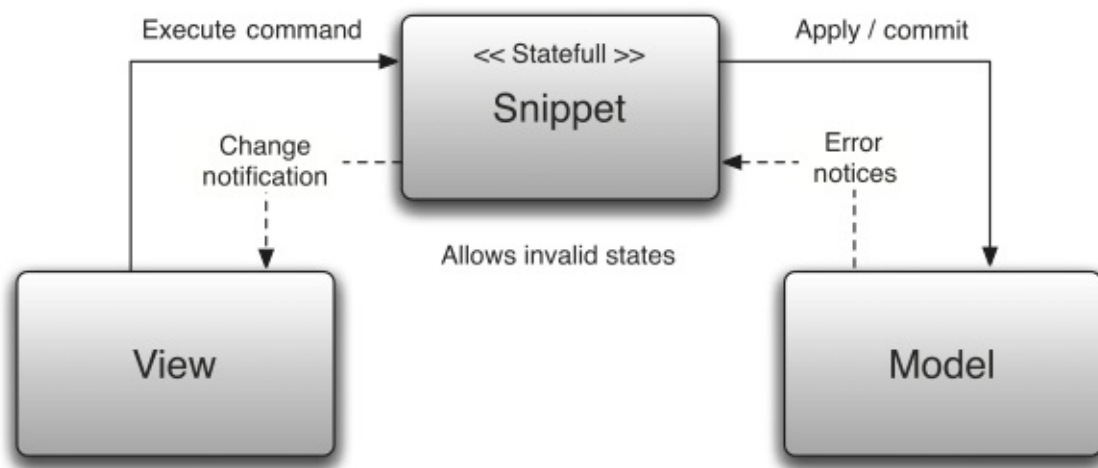 Execute command
<< Statefull >>
Snippet
Apply / commit
Change
notification
Error
notices
Allows invalid states
View
Model